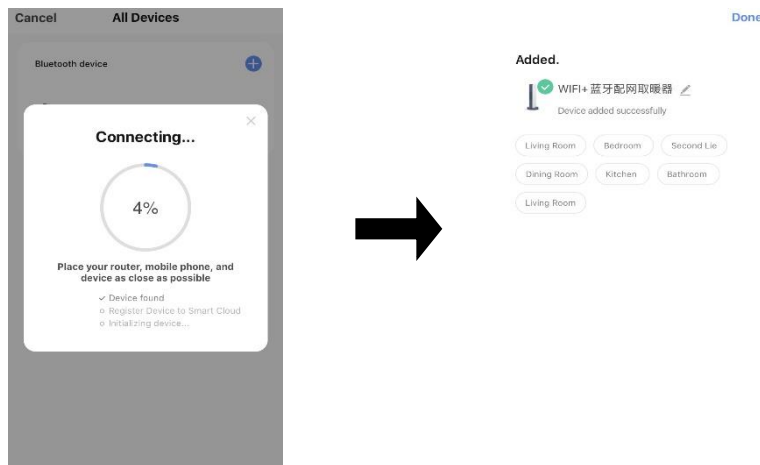 Cancel All Devices
Bluetooth device
Connecting...
4%
Place your router, mobile phone, and
device as close as possible
Device found
Register Device to Smart Cloud
Initializing device...
Done
Added.
WIFI+蓝牙配网取暖器
Device added successfully
Living Room Bedroom Second Lie
Dining Room Kitchen Bathroom
Living Room